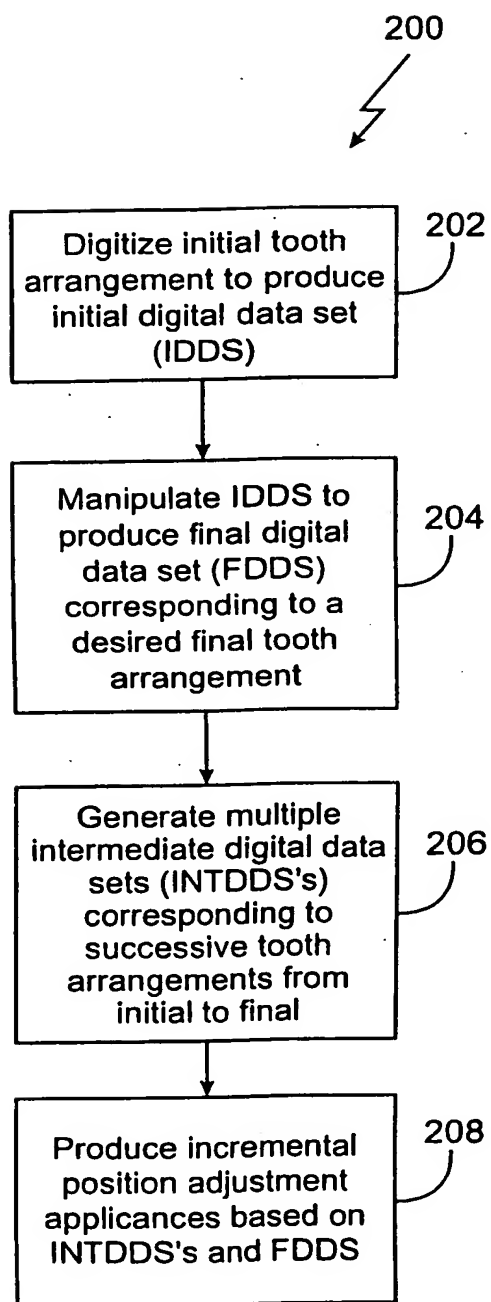 200
Digitize initial tooth
arrangement to produce
initial digital data set
(IDDS)
202
Manipulate IDDS to
produce final digital
data set (FDDS)
corresponding to a
desired final tooth
arrangement
204
Generate multiple
intermediate digital data
sets (INTDDS's)
corresponding to
successive tooth
arrangements from
initial to final
206
Produce incremental
position adjustment
applicances based on
INTDDS's and FDDS
208